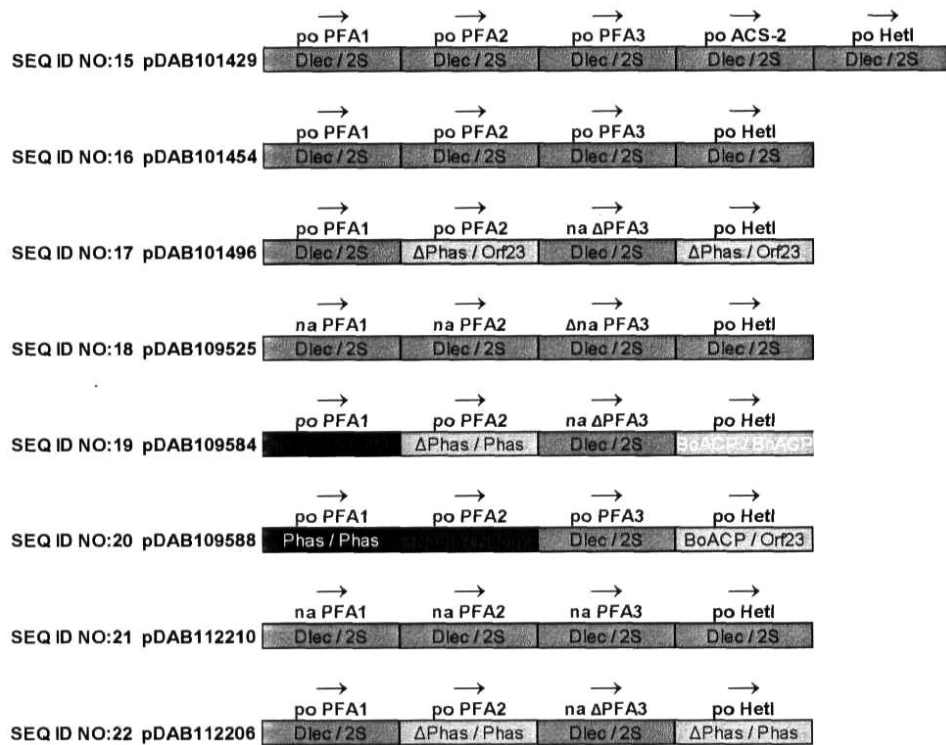 po PFA1 po PFA2 po PFA3 po ACS-2 po HetI
SEQ ID NO:15 pDAB101429 Dlec / 2S Dlec / 2S Dlec / 2S Dlec / 2S Dlec / 2S
po PFA1 po PFA2 po PFA3 po HetI
SEQ ID NO:16 pDAB101454 Dlec / 2S Dlec / 2S Dlec / 2S Dlec / 2S
po PFA1 po PFA2 na ΔPFA3 po HetI
SEQ ID NO:17 pDAB101496 Dlec / 2S ΔPhas / Orf23 Dlec / 2S ΔPhas / Orf23
na PFA1 na PFA2 Δna PFA3 po HetI
SEQ ID NO:18 pDAB109525 Dlec / 2S Dlec / 2S Dlec / 2S Dlec / 2S
po PFA1 po PFA2 na ΔPFA3 po HetI
SEQ ID NO:19 pDAB109584 ΔPhas / Phas Dlec / 2S BoACP /
po PFA1 po PFA2 po PFA3 po HetI
SEQ ID NO:20 pDAB109588 Phas / Phas Dlec / 2S BoACP / Orf23
na PFA1 na PFA2 na PFA3 po HetI
SEQ ID NO:21 pDAB112210 Dlec / 2S Dlec / 2S Dlec / 2S Dlec / 2S
po PFA1 po PFA2 na ΔPFA3 po HetI
SEQ ID NO:22 pDAB112206 Dlec / 2S ΔPhas / Phas Dlec / 2S ΔPhas / Phas